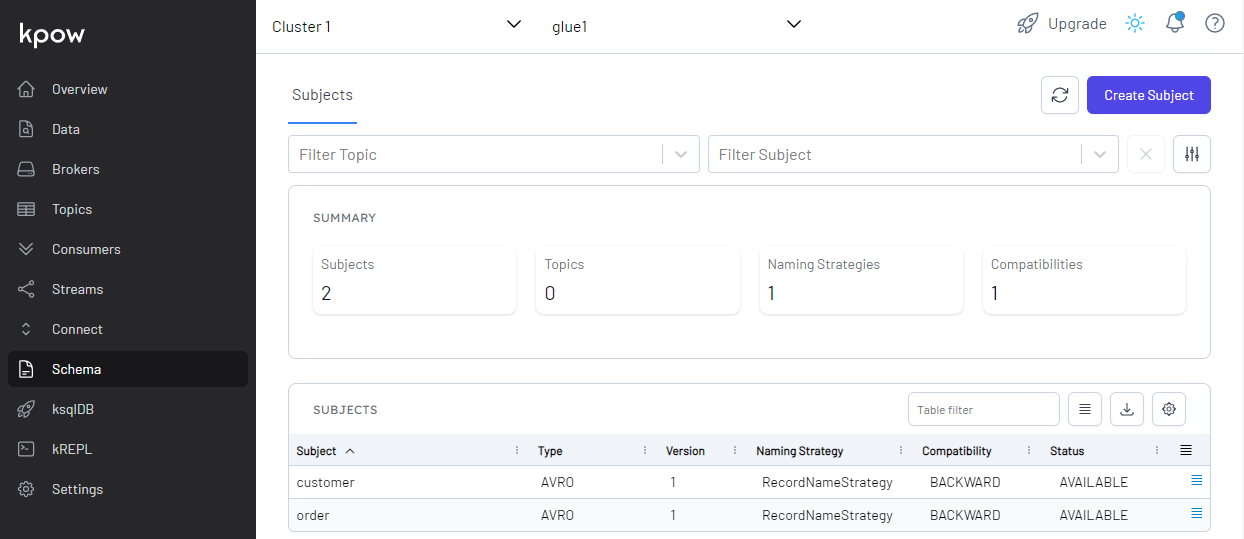 kpow
Cluster 1
glue1
Upgrade
Overview
Data
Brokers
Topics
Consumers
Streams
Connect
Schema
ksqlDB
kREPL
Settings
Subjects
Create Subject
Filter Topic
Filter Subject
SUMMARY
Subjects Topics Naming Strategies Compatibilities
2 0 1 1
SUBJECTS
Table filter
Subject Type Version Naming Strategy Compatibility Status
customer AVRO 1 RecordNameStrategy BACKWARD AVAILABLE
order AVRO 1 RecordNameStrategy BACKWARD AVAILABLE